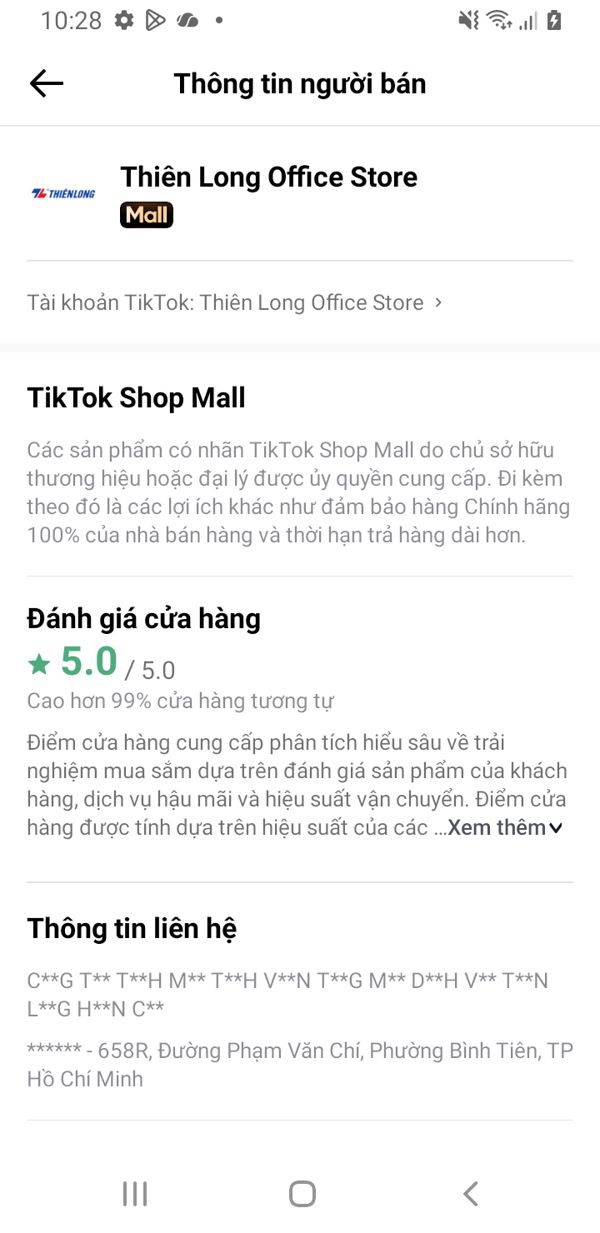 10:28
Thông tin người bán
THIÊN LONG
Thiên Long Office Store
Mall
Tài khoản TikTok: Thiên Long Office Store
TikTok Shop Mall
Các sản phẩm có nhãn TikTok Shop Mall do chủ sở hữu
thương hiệu hoặc đại lý được ủy quyền cung cấp. Đi kèm
theo đó là các lợi ích khác như đảm bảo hàng Chính hãng
100% của nhà bán hàng và thời hạn trả hàng dài hơn.
Đánh giá cửa hàng
5.0 / 5.0
Cao hơn 99% cửa hàng tương tự
Điểm cửa hàng cung cấp phân tích hiểu sâu về trải
nghiệm mua sắm dựa trên đánh giá sản phẩm của khách
hàng, dịch vụ hậu mãi và hiệu suất vận chuyển. Điểm cửa
hàng được tính dựa trên hiệu suất của các ...Xem thêm
Thông tin liên hệ
C**G T** T**H M** T**H V**N T**G M** D**H V** T**N
L**G H**N C**
****** - 658R, Đường Phạm Văn Chí, Phường Bình Tiên, TP
Hồ Chí Minh